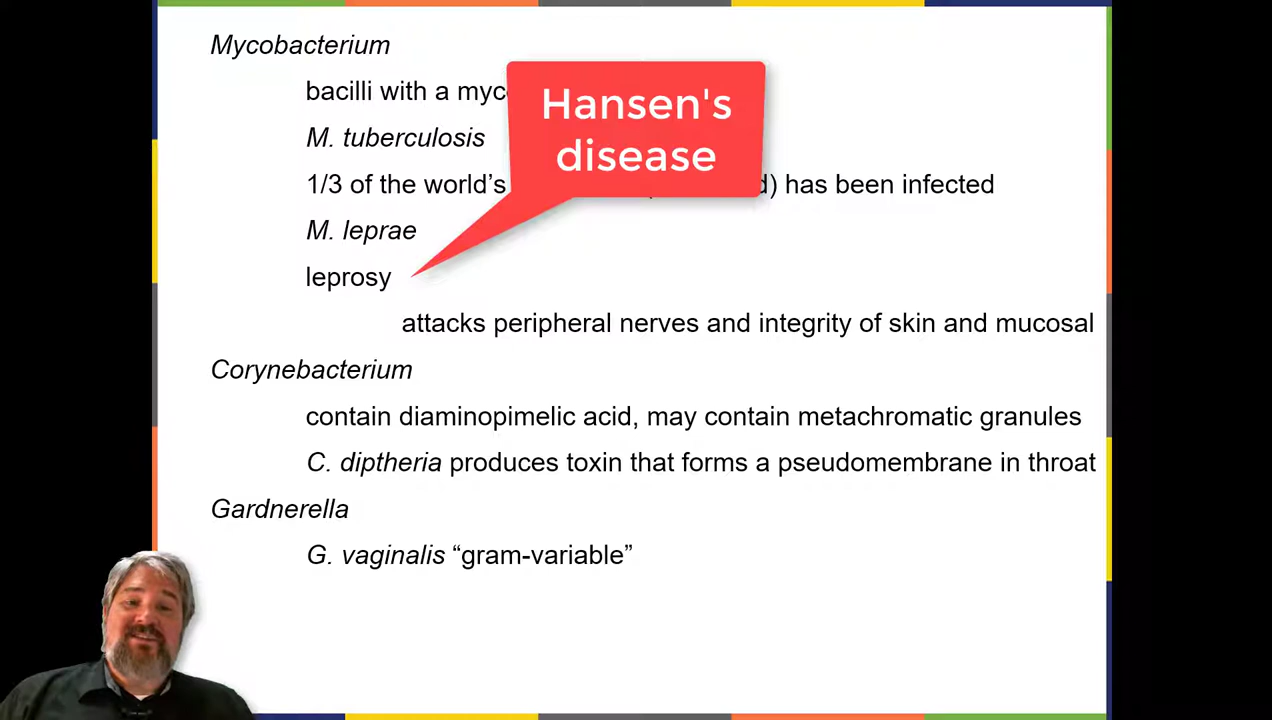 Mycobacterium
bacilli with a myc
Hansen's
disease
M. tuberculosis
1/3 of the world’s d) has been infected
M. leprae
leprosy
attacks peripheral nerves and integrity of skin and mucosal
Corynebacterium
contain diaminopimelic acid, may contain metachromatic granules
C. diptheria produces toxin that forms a pseudomembrane in throat
Gardnerella
G. vaginalis “gram-variable”